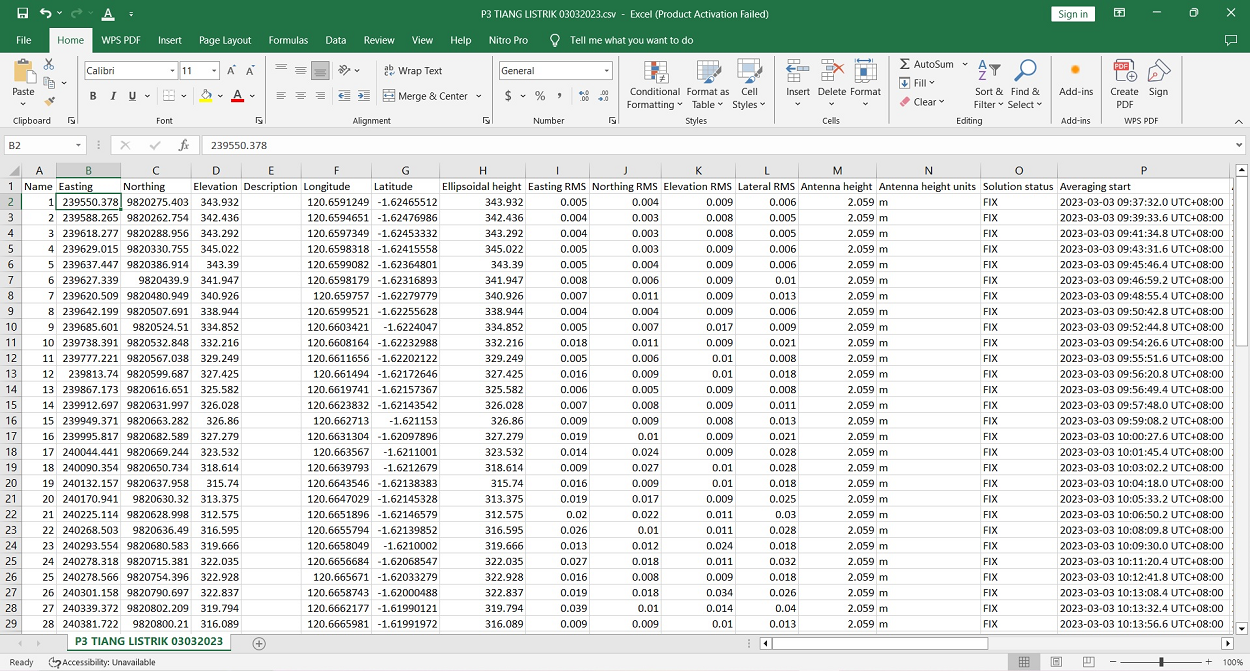 P3 TIANG LISTRIK 03032023.csv - Excel (Product Activation Failed)
Sign in
File Home WPS PDF Insert Page Layout Formulas Data Review View Help Nitro Pro Tell me what you want to do
Paste
Clipboard
Calibri 11
B I U
Font
Wrap Text
Merge & Center
Alignment
General
$ % ,
Number
Conditional Formatting
Format as Table
Cell Styles
Styles
Insert Delete Format
Cells
AutoSum
Fill
Clear
Sort & Filter
Find & Select
Editing
Add-ins
Add-ins
Create PDF
Sign
WPS PDF
B2 fx 239550.378
A B C D E F G H I J K L M N O P
1 Name Easting Northing Elevation Description Longitude Latitude Ellipsoidal height Easting RMS Northing RMS Elevation RMS Lateral RMS Antenna height Antenna height units Solution status Averaging start
2 1 239550.378 9820275.403 343.932 120.6591249 -1.62465512 343.932 0.005 0.004 0.009 0.006 2.059 m FIX 2023-03-03 09:37:32.0 UTC+08:00
3 2 239588.265 9820262.754 342.436 120.6594651 -1.62476986 342.436 0.004 0.003 0.008 0.005 2.059 m FIX 2023-03-03 09:39:33.6 UTC+08:00
4 3 239618.277 9820288.956 343.292 120.6597349 -1.62453332 343.292 0.004 0.003 0.008 0.005 2.059 m FIX 2023-03-03 09:41:34.8 UTC+08:00
5 4 239629.015 9820330.755 345.022 120.6598318 -1.62415558 345.022 0.005 0.003 0.009 0.006 2.059 m FIX 2023-03-03 09:43:31.6 UTC+08:00
6 5 239637.447 9820386.914 343.39 120.6599082 -1.62364801 343.39 0.005 0.004 0.009 0.006 2.059 m FIX 2023-03-03 09:45:46.4 UTC+08:00
7 6 239627.339 9820439.9 341.947 120.6598179 -1.62316893 341.947 0.008 0.006 0.009 0.01 2.059 m FIX 2023-03-03 09:46:59.2 UTC+08:00
8 7 239620.509 9820480.949 340.926 120.659757 -1.62279779 340.926 0.007 0.011 0.009 0.013 2.059 m FIX 2023-03-03 09:48:55.4 UTC+08:00
9 8 239642.199 9820507.691 338.944 120.6599521 -1.62255628 338.944 0.004 0.004 0.009 0.006 2.059 m FIX 2023-03-03 09:50:42.8 UTC+08:00
10 9 239685.601 9820524.51 334.852 120.6603421 -1.6224047 334.852 0.005 0.007 0.017 0.009 2.059 m FIX 2023-03-03 09:52:44.8 UTC+08:00
11 10 239738.391 9820532.848 332.216 120.6608164 -1.62232988 332.216 0.018 0.011 0.009 0.021 2.059 m FIX 2023-03-03 09:54:26.6 UTC+08:00
12 11 239777.221 9820567.038 329.249 120.6611656 -1.62202122 329.249 0.005 0.006 0.01 0.008 2.059 m FIX 2023-03-03 09:55:51.6 UTC+08:00
13 12 239813.74 9820599.687 327.425 120.661494 -1.62172646 327.425 0.016 0.009 0.01 0.018 2.059 m FIX 2023-03-03 09:56:20.8 UTC+08:00
14 13 239867.173 9820616.651 325.582 120.6619741 -1.62157367 325.582 0.006 0.005 0.009 0.008 2.059 m FIX 2023-03-03 09:56:49.4 UTC+08:00
15 14 239912.697 9820631.997 326.028 120.6623832 -1.62143542 326.028 0.007 0.008 0.009 0.011 2.059 m FIX 2023-03-03 09:57:48.0 UTC+08:00
16 15 239949.371 9820663.282 326.86 120.662713 -1.621153 326.86 0.009 0.009 0.008 0.013 2.059 m FIX 2023-03-03 09:59:08.2 UTC+08:00
17 16 239995.817 9820682.589 327.279 120.6631304 -1.62097896 327.279 0.019 0.01 0.009 0.021 2.059 m FIX 2023-03-03 10:00:27.6 UTC+08:00
18 17 240044.441 9820669.244 323.532 120.663567 -1.6211001 323.532 0.014 0.024 0.009 0.028 2.059 m FIX 2023-03-03 10:01:45.4 UTC+08:00
19 18 240090.354 9820650.734 318.614 120.6639793 -1.6212679 318.614 0.009 0.027 0.01 0.028 2.059 m FIX 2023-03-03 10:03:02.2 UTC+08:00
20 19 240132.157 9820637.958 315.74 120.6643546 -1.62138383 315.74 0.016 0.009 0.01 0.018 2.059 m FIX 2023-03-03 10:04:18.0 UTC+08:00
21 20 240170.941 9820630.32 313.375 120.6647029 -1.62145328 313.375 0.019 0.017 0.009 0.025 2.059 m FIX 2023-03-03 10:05:33.2 UTC+08:00
22 21 240225.114 9820628.998 312.575 120.6651896 -1.62146579 312.575 0.02 0.022 0.011 0.03 2.059 m FIX 2023-03-03 10:06:50.2 UTC+08:00
23 22 240268.503 9820636.49 316.595 120.6655794 -1.62139852 316.595 0.026 0.01 0.011 0.028 2.059 m FIX 2023-03-03 10:08:09.8 UTC+08:00
24 23 240293.554 9820680.583 319.666 120.6658049 -1.6210002 319.666 0.013 0.012 0.024 0.018 2.059 m FIX 2023-03-03 10:09:30.0 UTC+08:00
25 24 240278.318 9820715.381 322.035 120.6656684 -1.62068547 322.035 0.027 0.018 0.011 0.032 2.059 m FIX 2023-03-03 10:11:20.4 UTC+08:00
26 25 240278.566 9820754.396 322.928 120.665671 -1.62033279 322.928 0.016 0.008 0.009 0.018 2.059 m FIX 2023-03-03 10:12:41.8 UTC+08:00
27 26 240301.158 9820790.697 322.837 120.6658743 -1.62000488 322.837 0.019 0.018 0.034 0.026 2.059 m FIX 2023-03-03 10:13:08.4 UTC+08:00
28 27 240339.372 9820802.209 319.794 120.6662177 -1.61990121 319.794 0.039 0.01 0.014 0.04 2.059 m FIX 2023-03-03 10:13:32.4 UTC+08:00
29 28 240381.722 9820800.21 316.089 120.6665981 -1.61991972 316.089 0.009 0.009 0.01 0.013 2.059 m FIX 2023-03-03 10:13:56.6 UTC+08:00
P3 TIANG LISTRIK 03032023
Ready Accessibility: Unavailable 100%